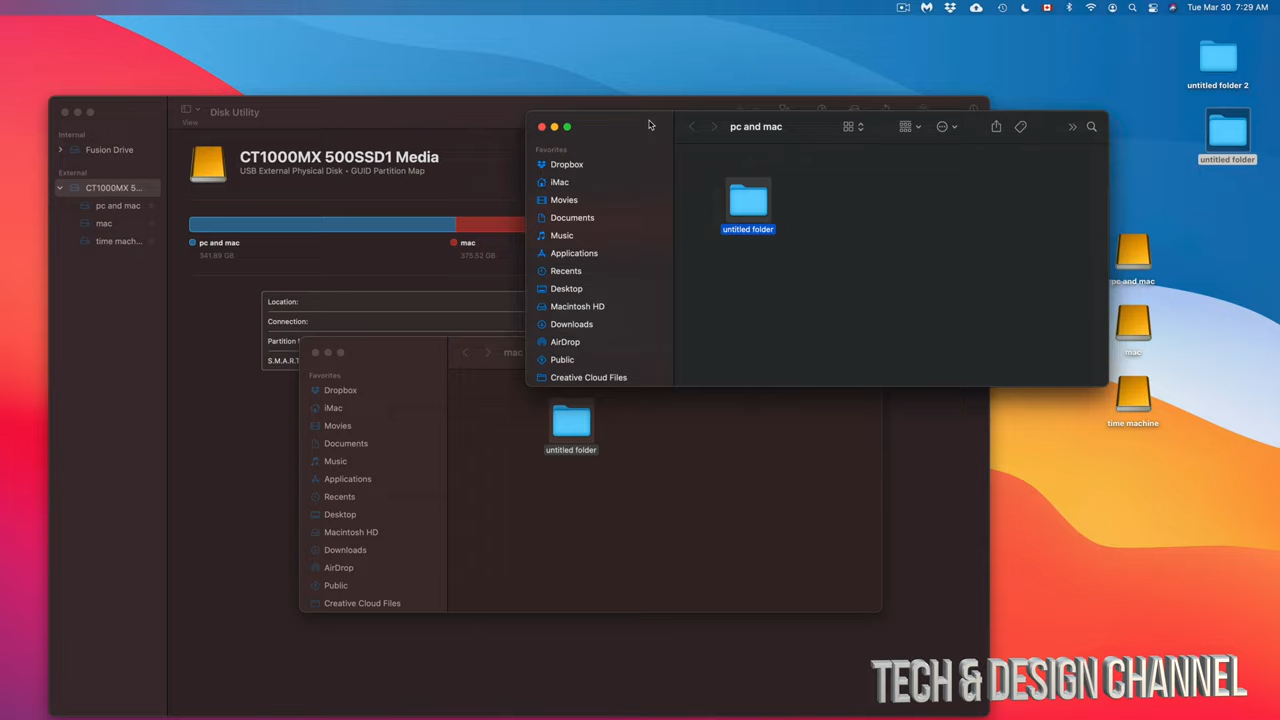 Tue Mar 30 7:29 AM
untitled folder 2
untitled folder
pc and mac
mac
time machine
Disk Utility
View
Internal
Fusion Drive
External
CT1000MX 5...
pc and mac
mac
time mach...
CT1000MX 500SSD1 Media
USB External Physical Disk • GUID Partition Map
pc and mac
341.89 GB
mac
375.52 GB
Location:
Connection:
Partition
S.M.A.R.T
pc and mac
Favorites
Dropbox
iMac
Movies
Documents
Music
Applications
Recents
Desktop
Macintosh HD
Downloads
AirDrop
Public
Creative Cloud Files
untitled folder
mac
Favorites
Dropbox
iMac
Movies
Documents
Music
Applications
Recents
Desktop
Macintosh HD
Downloads
AirDrop
Public
Creative Cloud Files
untitled folder
TECH & DESIGN CHANNEL